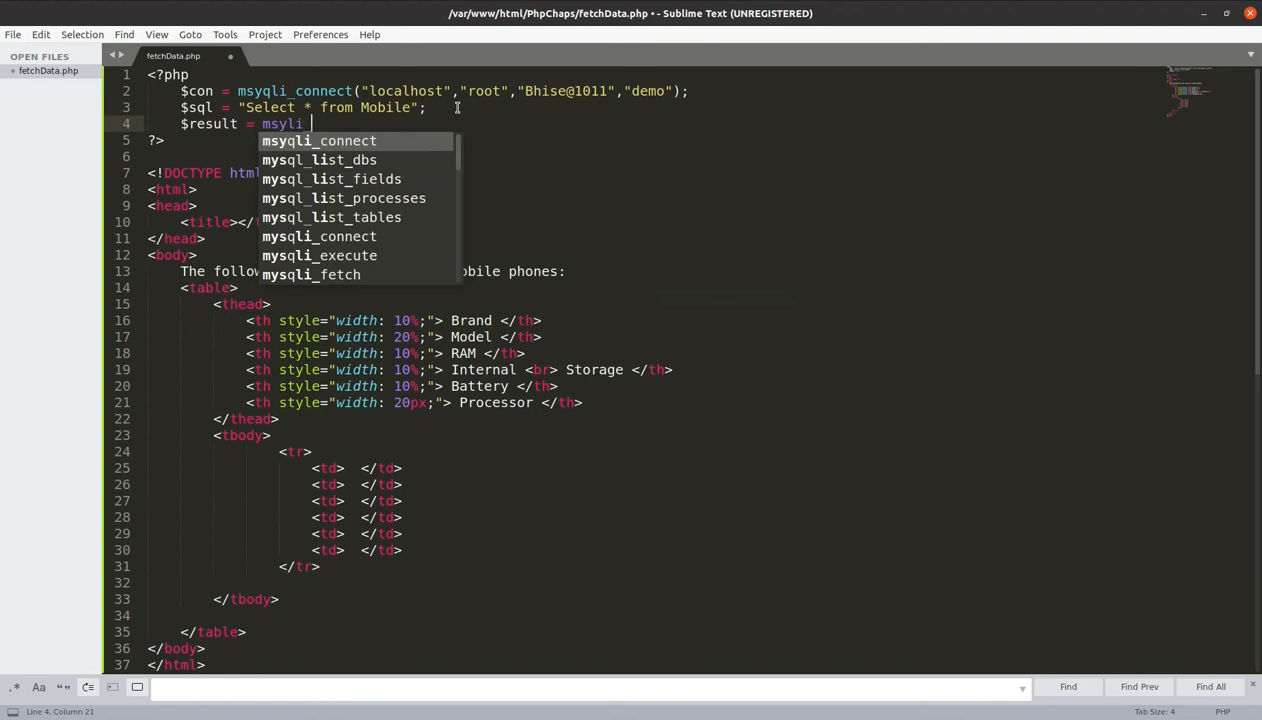 /var/www/html/PhpChaps/fetchData.php • - Sublime Text (UNREGISTERED)
File Edit Selection Find View Goto Tools Project Preferences Help
OPEN FILES
fetchData.php
fetchData.php
1 <?php
2 $con = msyqli_connect("localhost","root","Bhise@1011","demo");
3 $sql = "Select * from Mobile";
4 $result = msyli
msyqli_connect
mysql_list_dbs
mysql_list_fields
mysql_list_processes
mysql_list_tables
mysqli_connect
mysqli_execute
mysqli_fetch
5 ?>
6
7 <!DOCTYPE html
8 <html>
9 <head>
10 <title></
11 </head>
12 <body>
13 The follow obile phones:
14 <table>
15 <thead>
16 <th style="width: 10%;"> Brand </th>
17 <th style="width: 20%;"> Model </th>
18 <th style="width: 10%;"> RAM </th>
19 <th style="width: 10%;"> Internal <br> Storage </th>
20 <th style="width: 10%;"> Battery </th>
21 <th style="width: 20px;"> Processor </th>
22 </thead>
23 <tbody>
24 <tr>
25 <td> </td>
26 <td> </td>
27 <td> </td>
28 <td> </td>
29 <td> </td>
30 <td> </td>
31 </tr>
32
33 </tbody>
34
35 </table>
36 </body>
37 </html>
.* Aa “” Find Find Prev Find All
Line 4, Column 21 Tab Size: 4 PHP